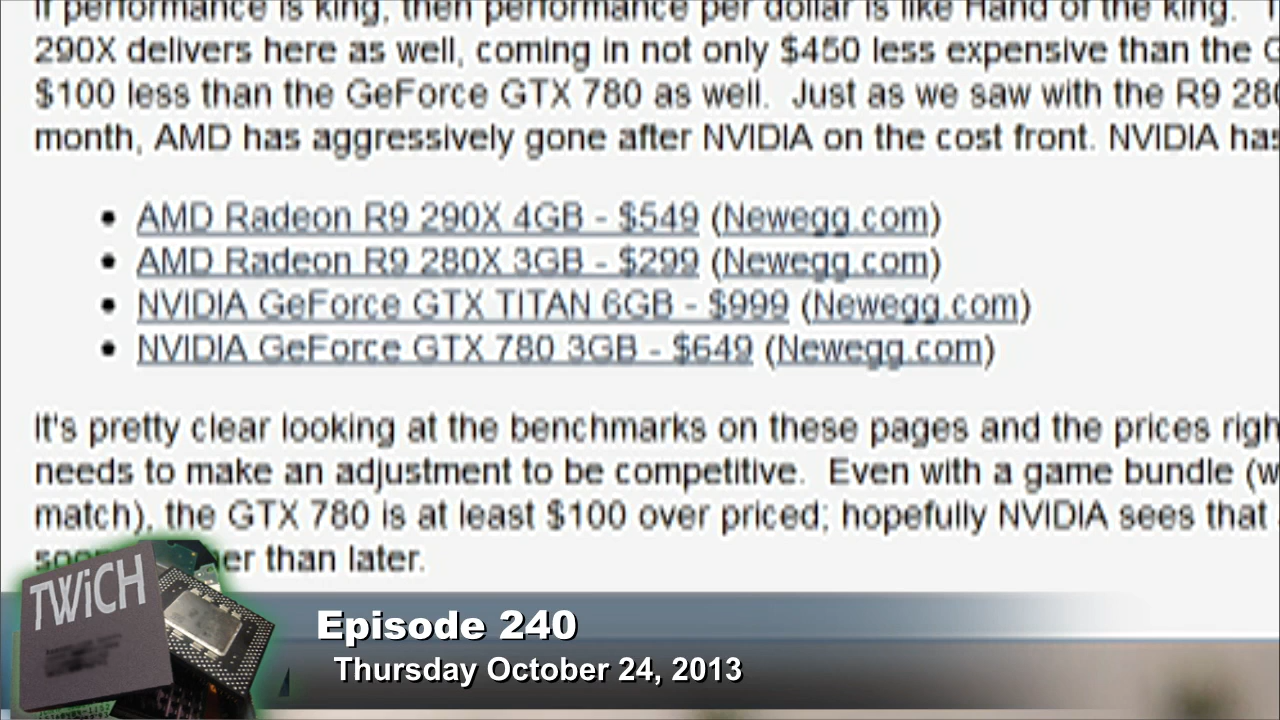 If performance is king, then performance per dollar is like Hand of the king.
290X delivers here as well, coming in not only $450 less expensive than the
$100 less than the GeForce GTX 780 as well. Just as we saw with the R9 280
month, AMD has aggressively gone after NVIDIA on the cost front. NVIDIA has
• AMD Radeon R9 290X 4GB - $549 (Newegg.com)
• AMD Radeon R9 280X 3GB - $299 (Newegg.com)
• NVIDIA GeForce GTX TITAN 6GB - $999 (Newegg.com)
• NVIDIA GeForce GTX 780 3GB - $649 (Newegg.com)
It's pretty clear looking at the benchmarks on these pages and the prices righ
needs to make an adjustment to be competitive. Even with a game bundle (w
match), the GTX 780 is at least $100 over priced; hopefully NVIDIA sees that
than later.
TWiCH
Episode 240
Thursday October 24, 2013